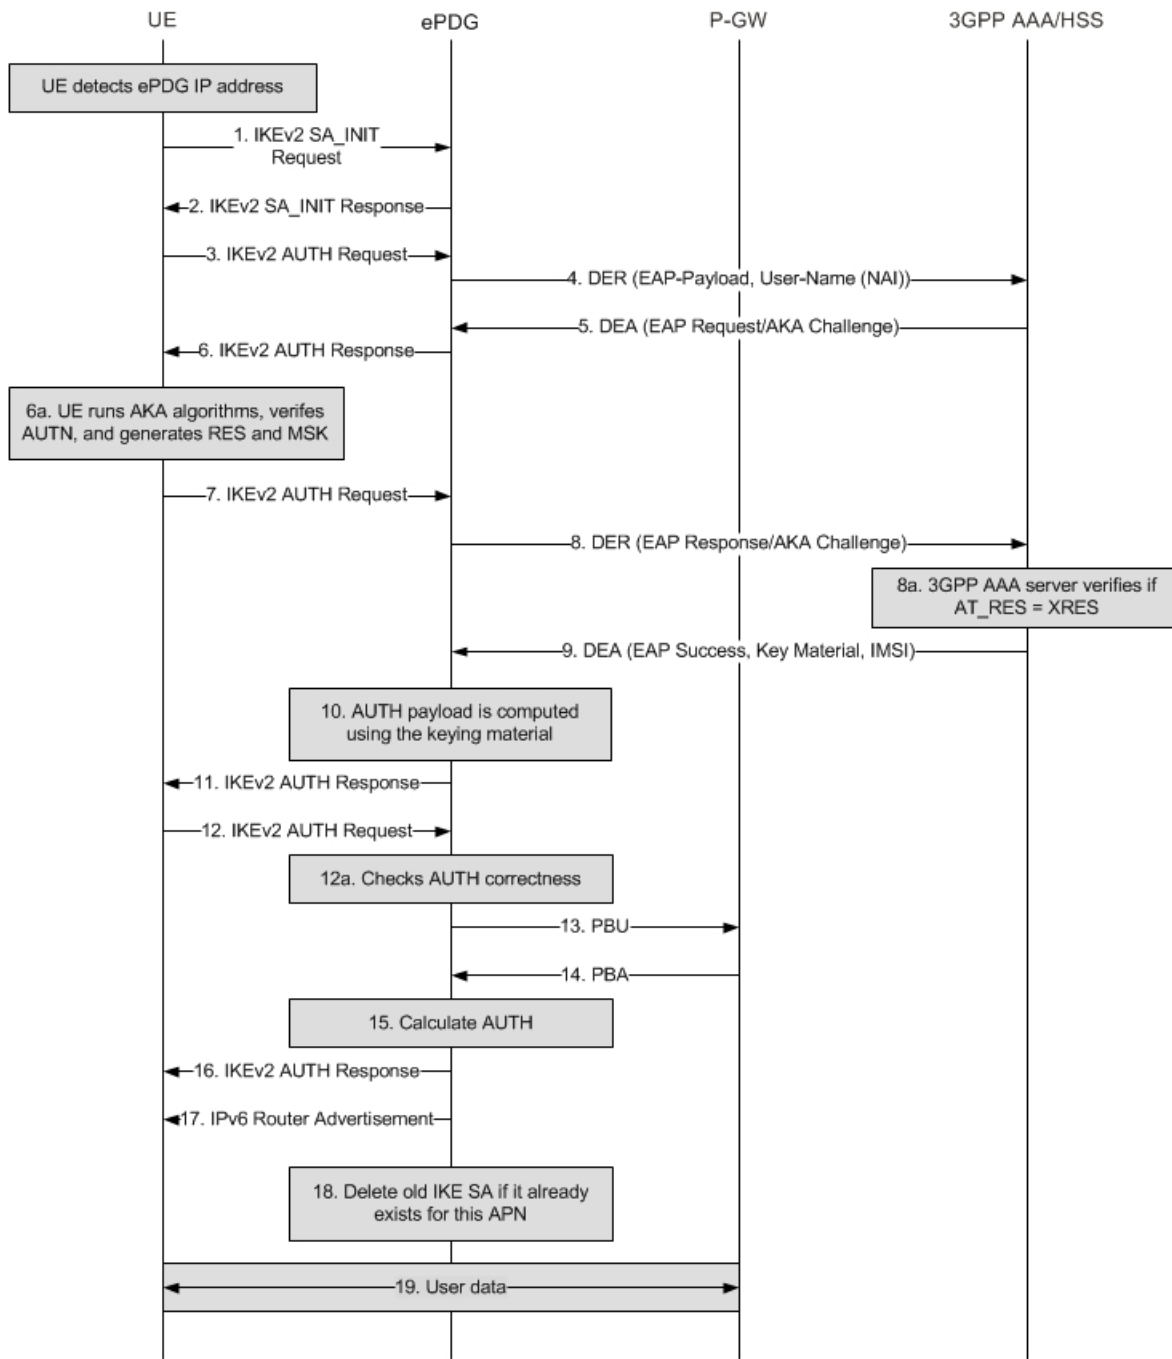 UE
ePDG
P-GW
3GPP AAA/HSS
UE detects ePDG IP address
1. IKEv2 SA_INIT
Request
2. IKEv2 SA_INIT Response
3. IKEv2 AUTH Request
4. DER (EAP-Payload, User-Name (NAI))
5. DEA (EAP Request/AKA Challenge)
6. IKEv2 AUTH Response
6a. UE runs AKA algorithms, verifes
AUTN, and generates RES and MSK
7. IKEv2 AUTH Request
8. DER (EAP Response/AKA Challenge)
8a. 3GPP AAA server verifies if
AT_RES = XRES
9. DEA (EAP Success, Key Material, IMSI)
10. AUTH payload is computed
using the keying material
11. IKEv2 AUTH Response
12. IKEv2 AUTH Request
12a. Checks AUTH correctness
13. PBU
14. PBA
15. Calculate AUTH
16. IKEv2 AUTH Response
17. IPv6 Router Advertisement
18. Delete old IKE SA if it already
exists for this APN
19. User data